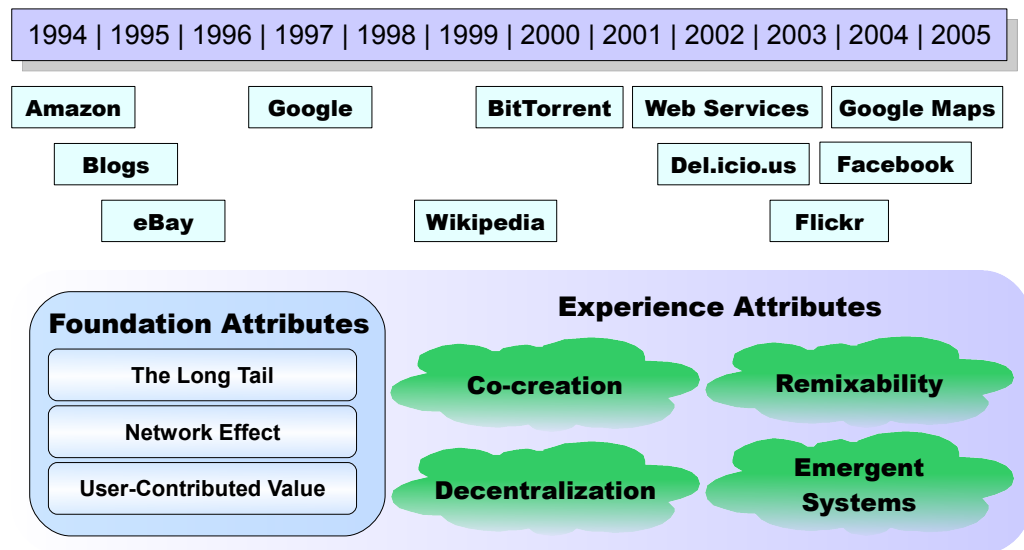 1994 | 1995 | 1996 | 1997 | 1998 | 1999 | 2000 | 2001 | 2002 | 2003 | 2004 | 2005
Amazon
Google
BitTorrent
Web Services
Google Maps
Blogs
Del.icio.us
Facebook
eBay
Wikipedia
Flickr
Foundation Attributes
The Long Tail
Network Effect
User-Contributed Value
Experience Attributes
Co-creation
Remixability
Decentralization
Emergent
Systems